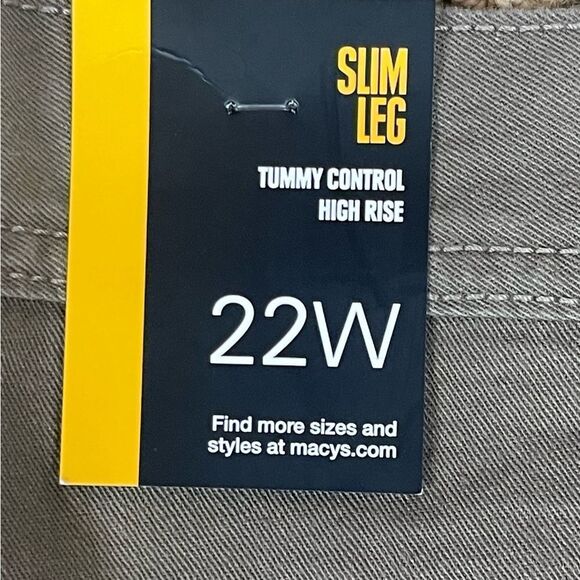 SLIM
LEG
TUMMY CONTROL
HIGH RISE
22W
Find more sizes and
styles at macys.com